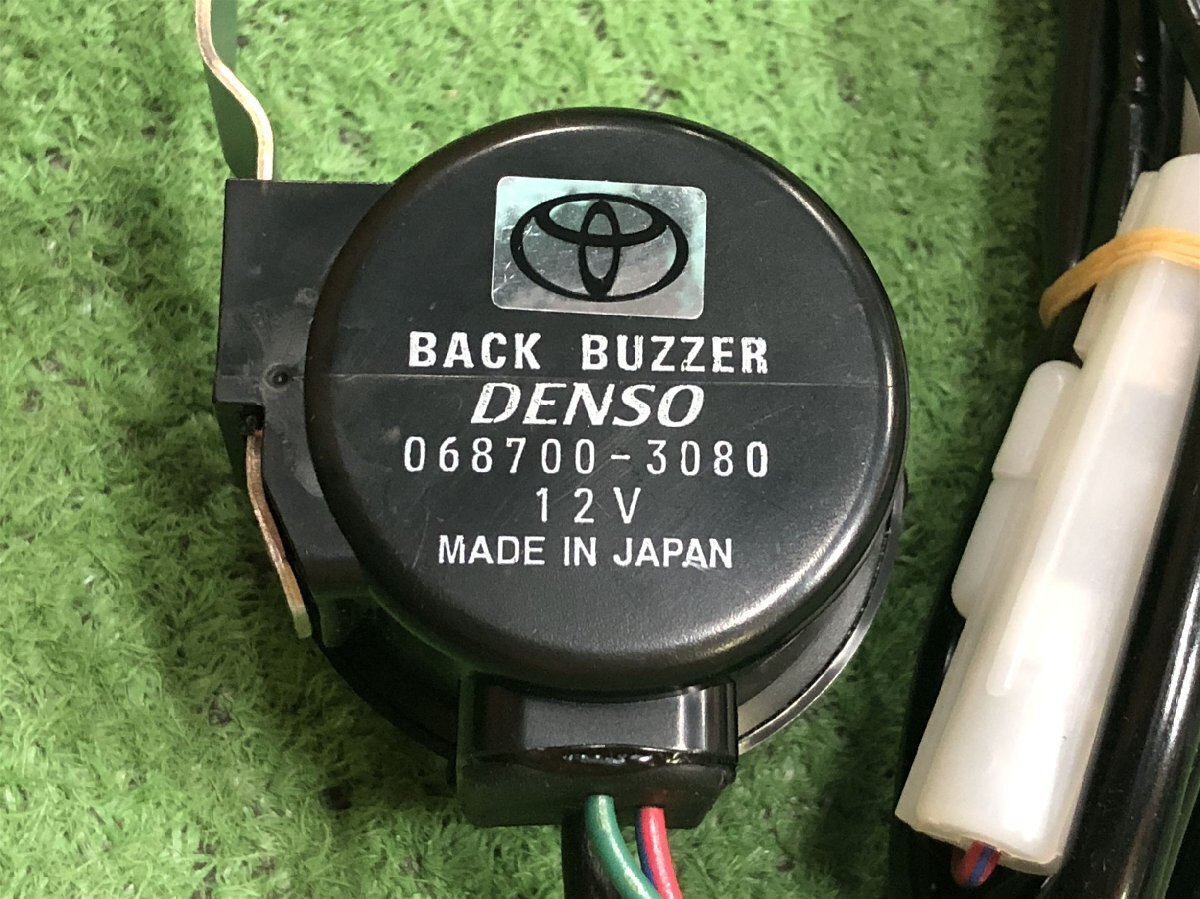 BACK BUZZER
DENSO
068700-3080
12V
MADE IN JAPAN